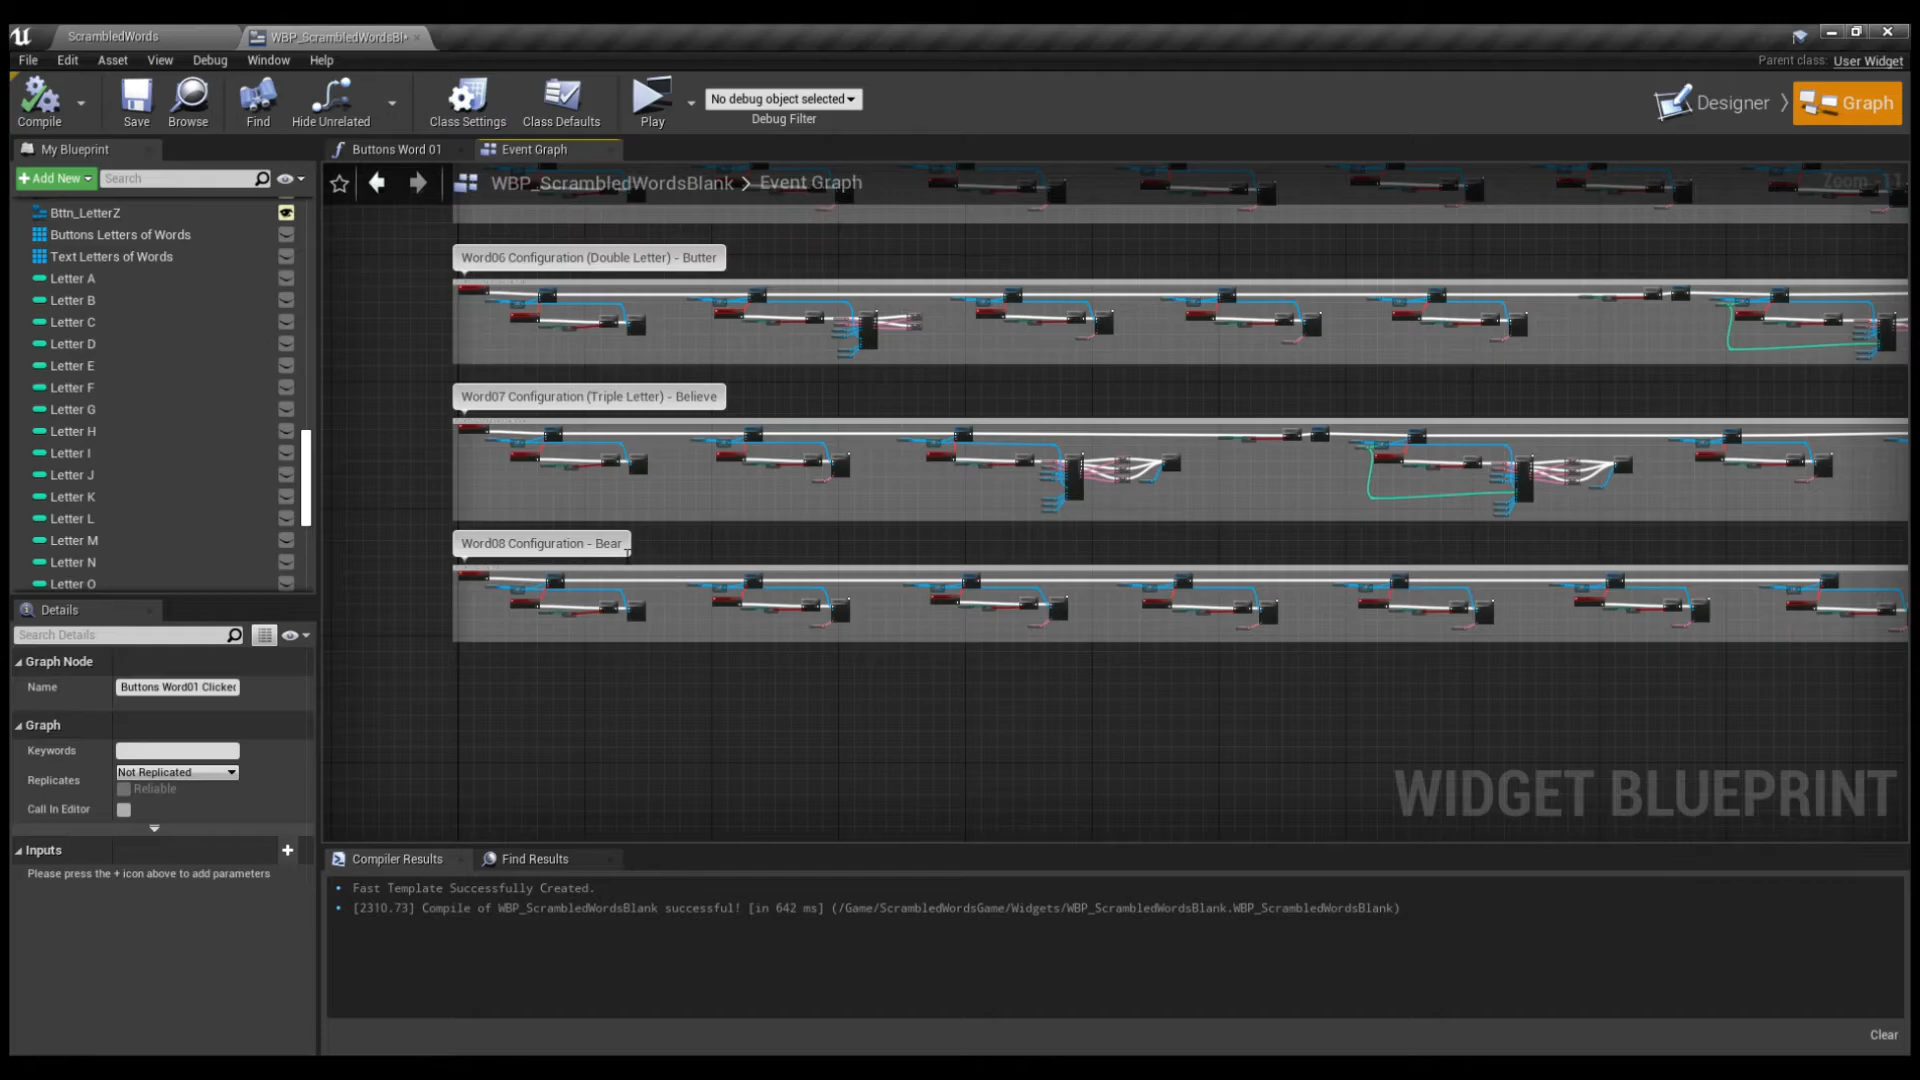 ScrambledWords
WBP_ScrambledWordsBl
File Edit Asset View Debug Window Help
Parent class: User Widget
Compile Save Browse Find Hide Unrelated Class Settings Class Defaults Play
No debug object selected
Debug Filter
Designer Graph
My Blueprint
Buttons Word 01
Event Graph
Add New
Search
WBP_ScrambledWordsBlank > Event Graph
Zoom -11
Bttn_LetterZ
Buttons Letters of Words
Text Letters of Words
Letter A
Letter B
Letter C
Letter D
Letter E
Letter F
Letter G
Letter H
Letter I
Letter J
Letter K
Letter L
Letter M
Letter N
Letter O
Word06 Configuration (Double Letter) - Butter
Word07 Configuration (Triple Letter) - Believe
Word08 Configuration - Bear
WIDGET BLUEPRINT
Details
Search Details
Graph Node
Name Buttons Word01 Clicked
Graph
Keywords
Replicates Not Replicated
Reliable
Call In Editor
Inputs
Please press the + icon above to add parameters
Compiler Results
Find Results
Fast Template Successfully Created.
[2310.73] Compile of WBP_ScrambledWordsBlank successful! [in 642 ms] (/Game/ScrambledWordsGame/Widgets/WBP_ScrambledWordsBlank.WBP_ScrambledWordsBlank)
Clear